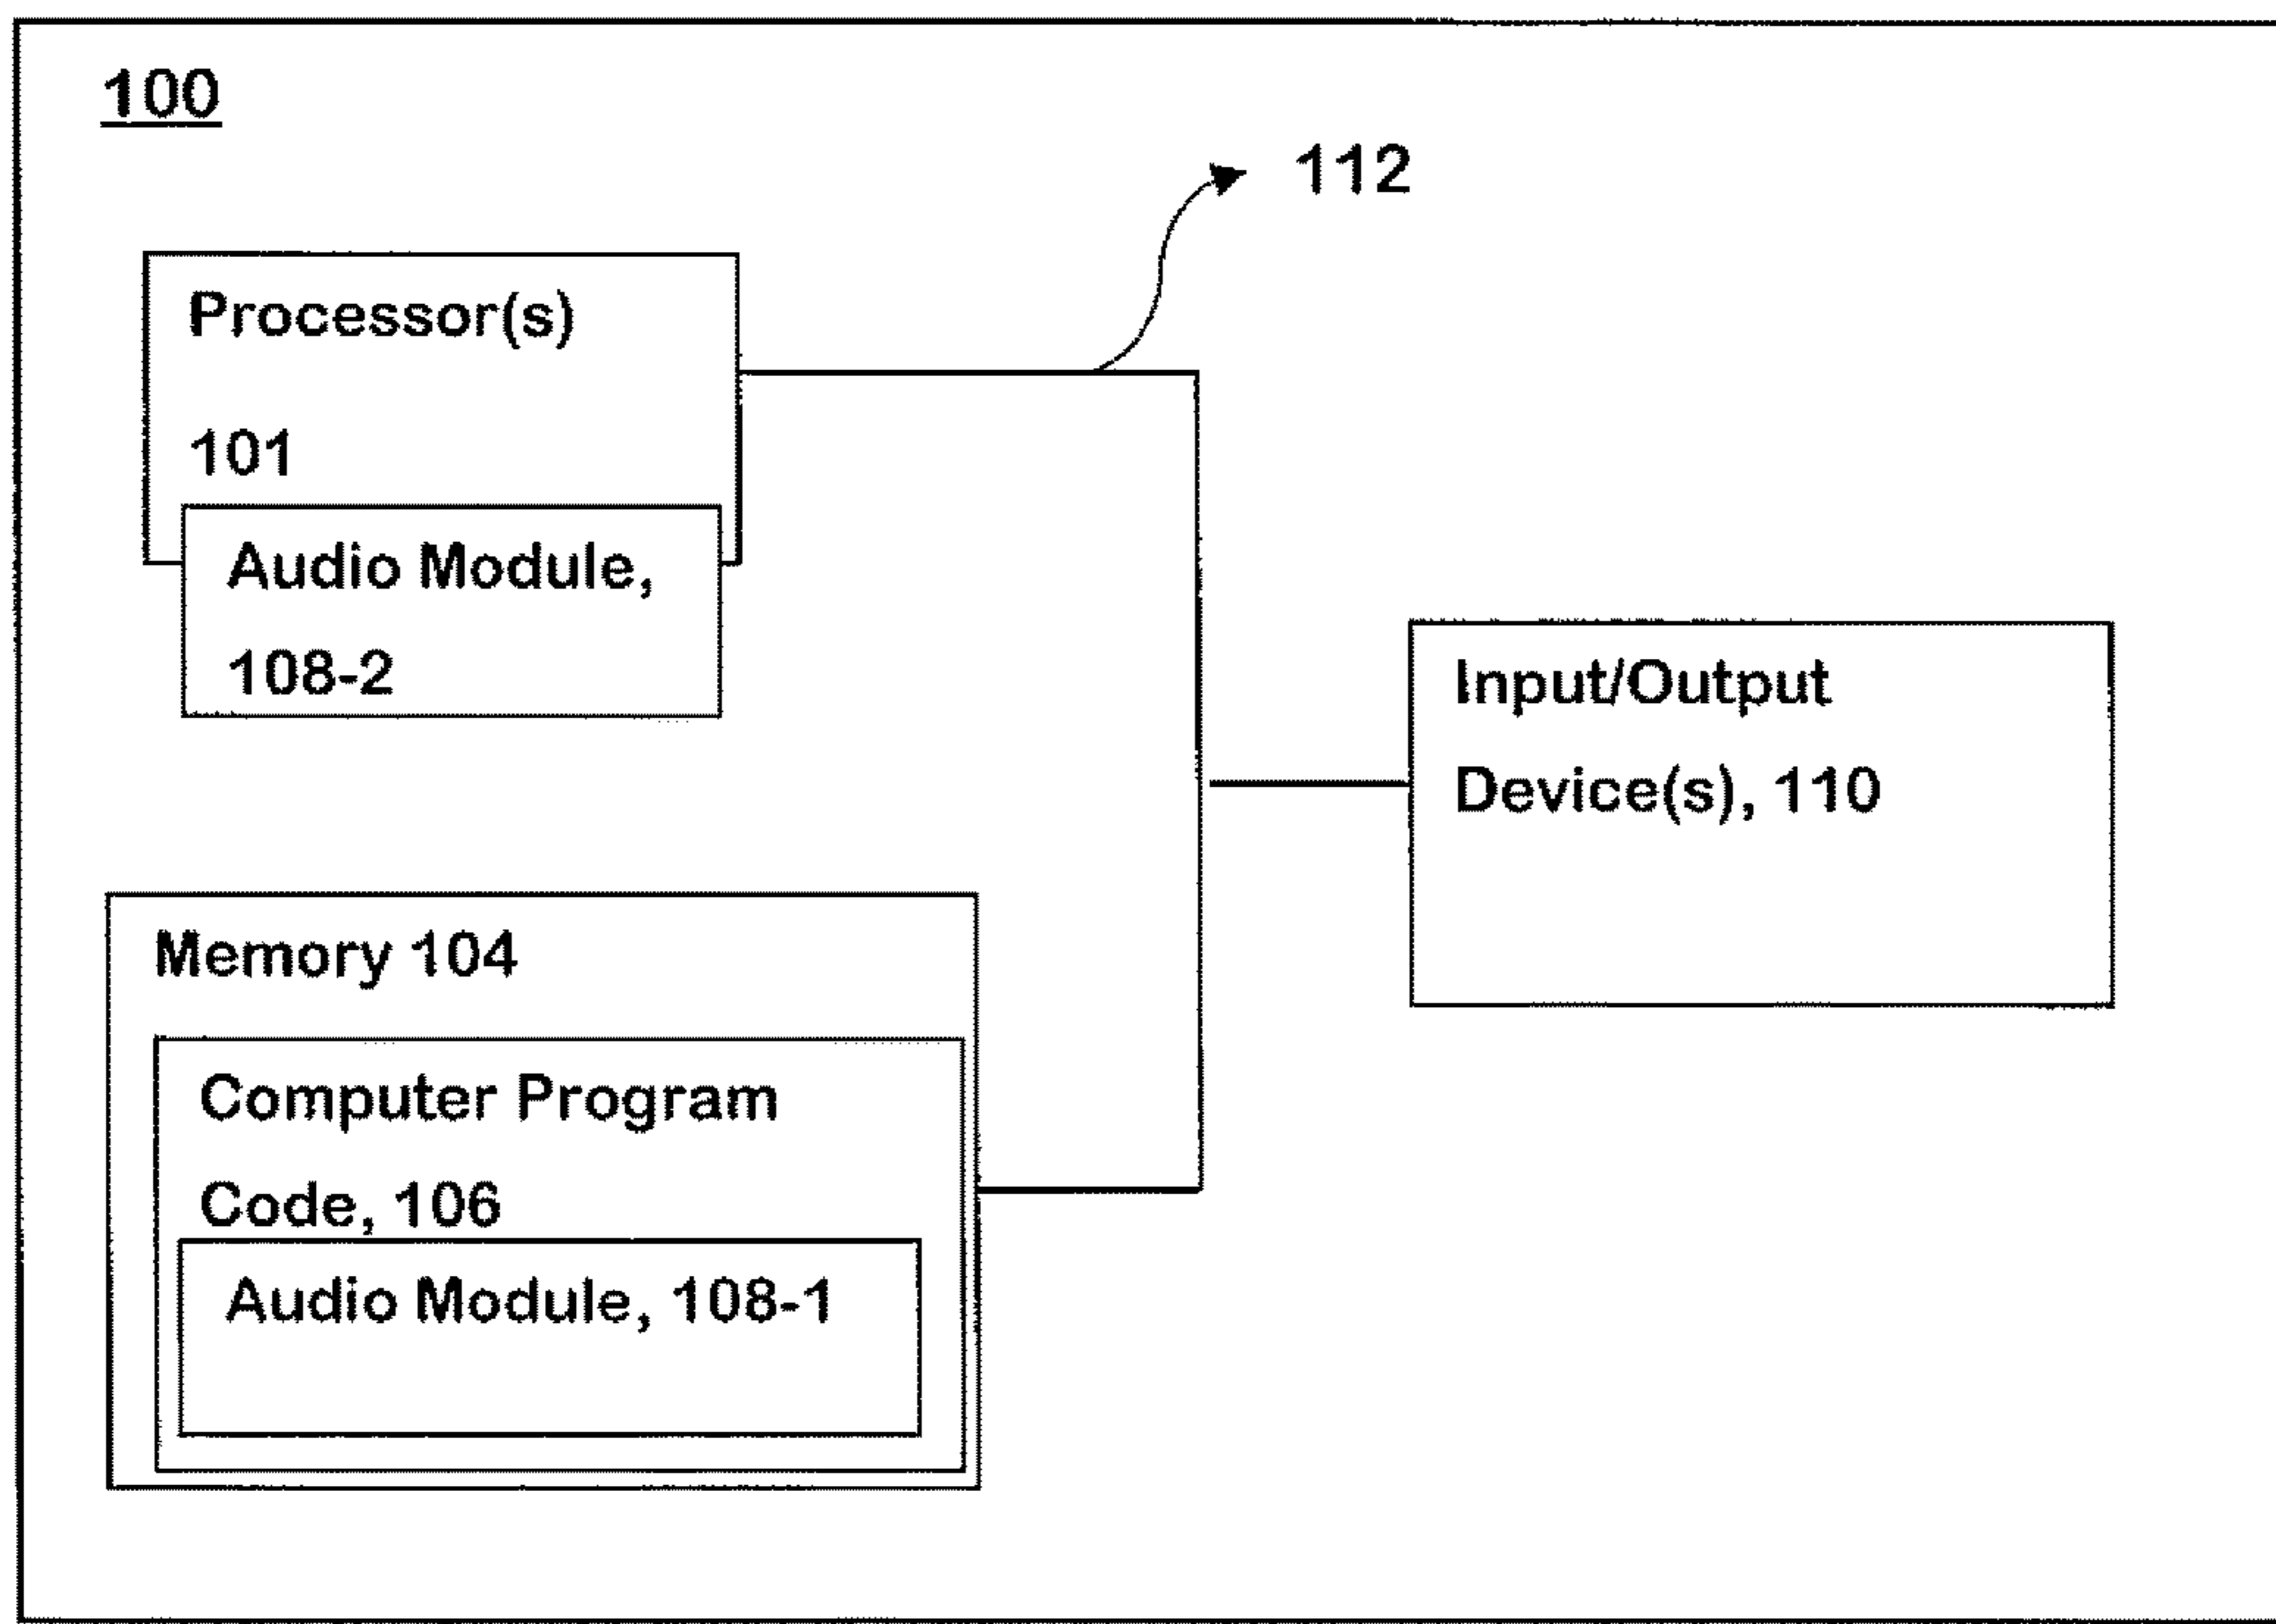 100
112
Processor(s)
101
Audio Module,
108-2
Input/Output
Device(s), 110
Memory 104
Computer Program
Code, 106
Audio Module, 108-1